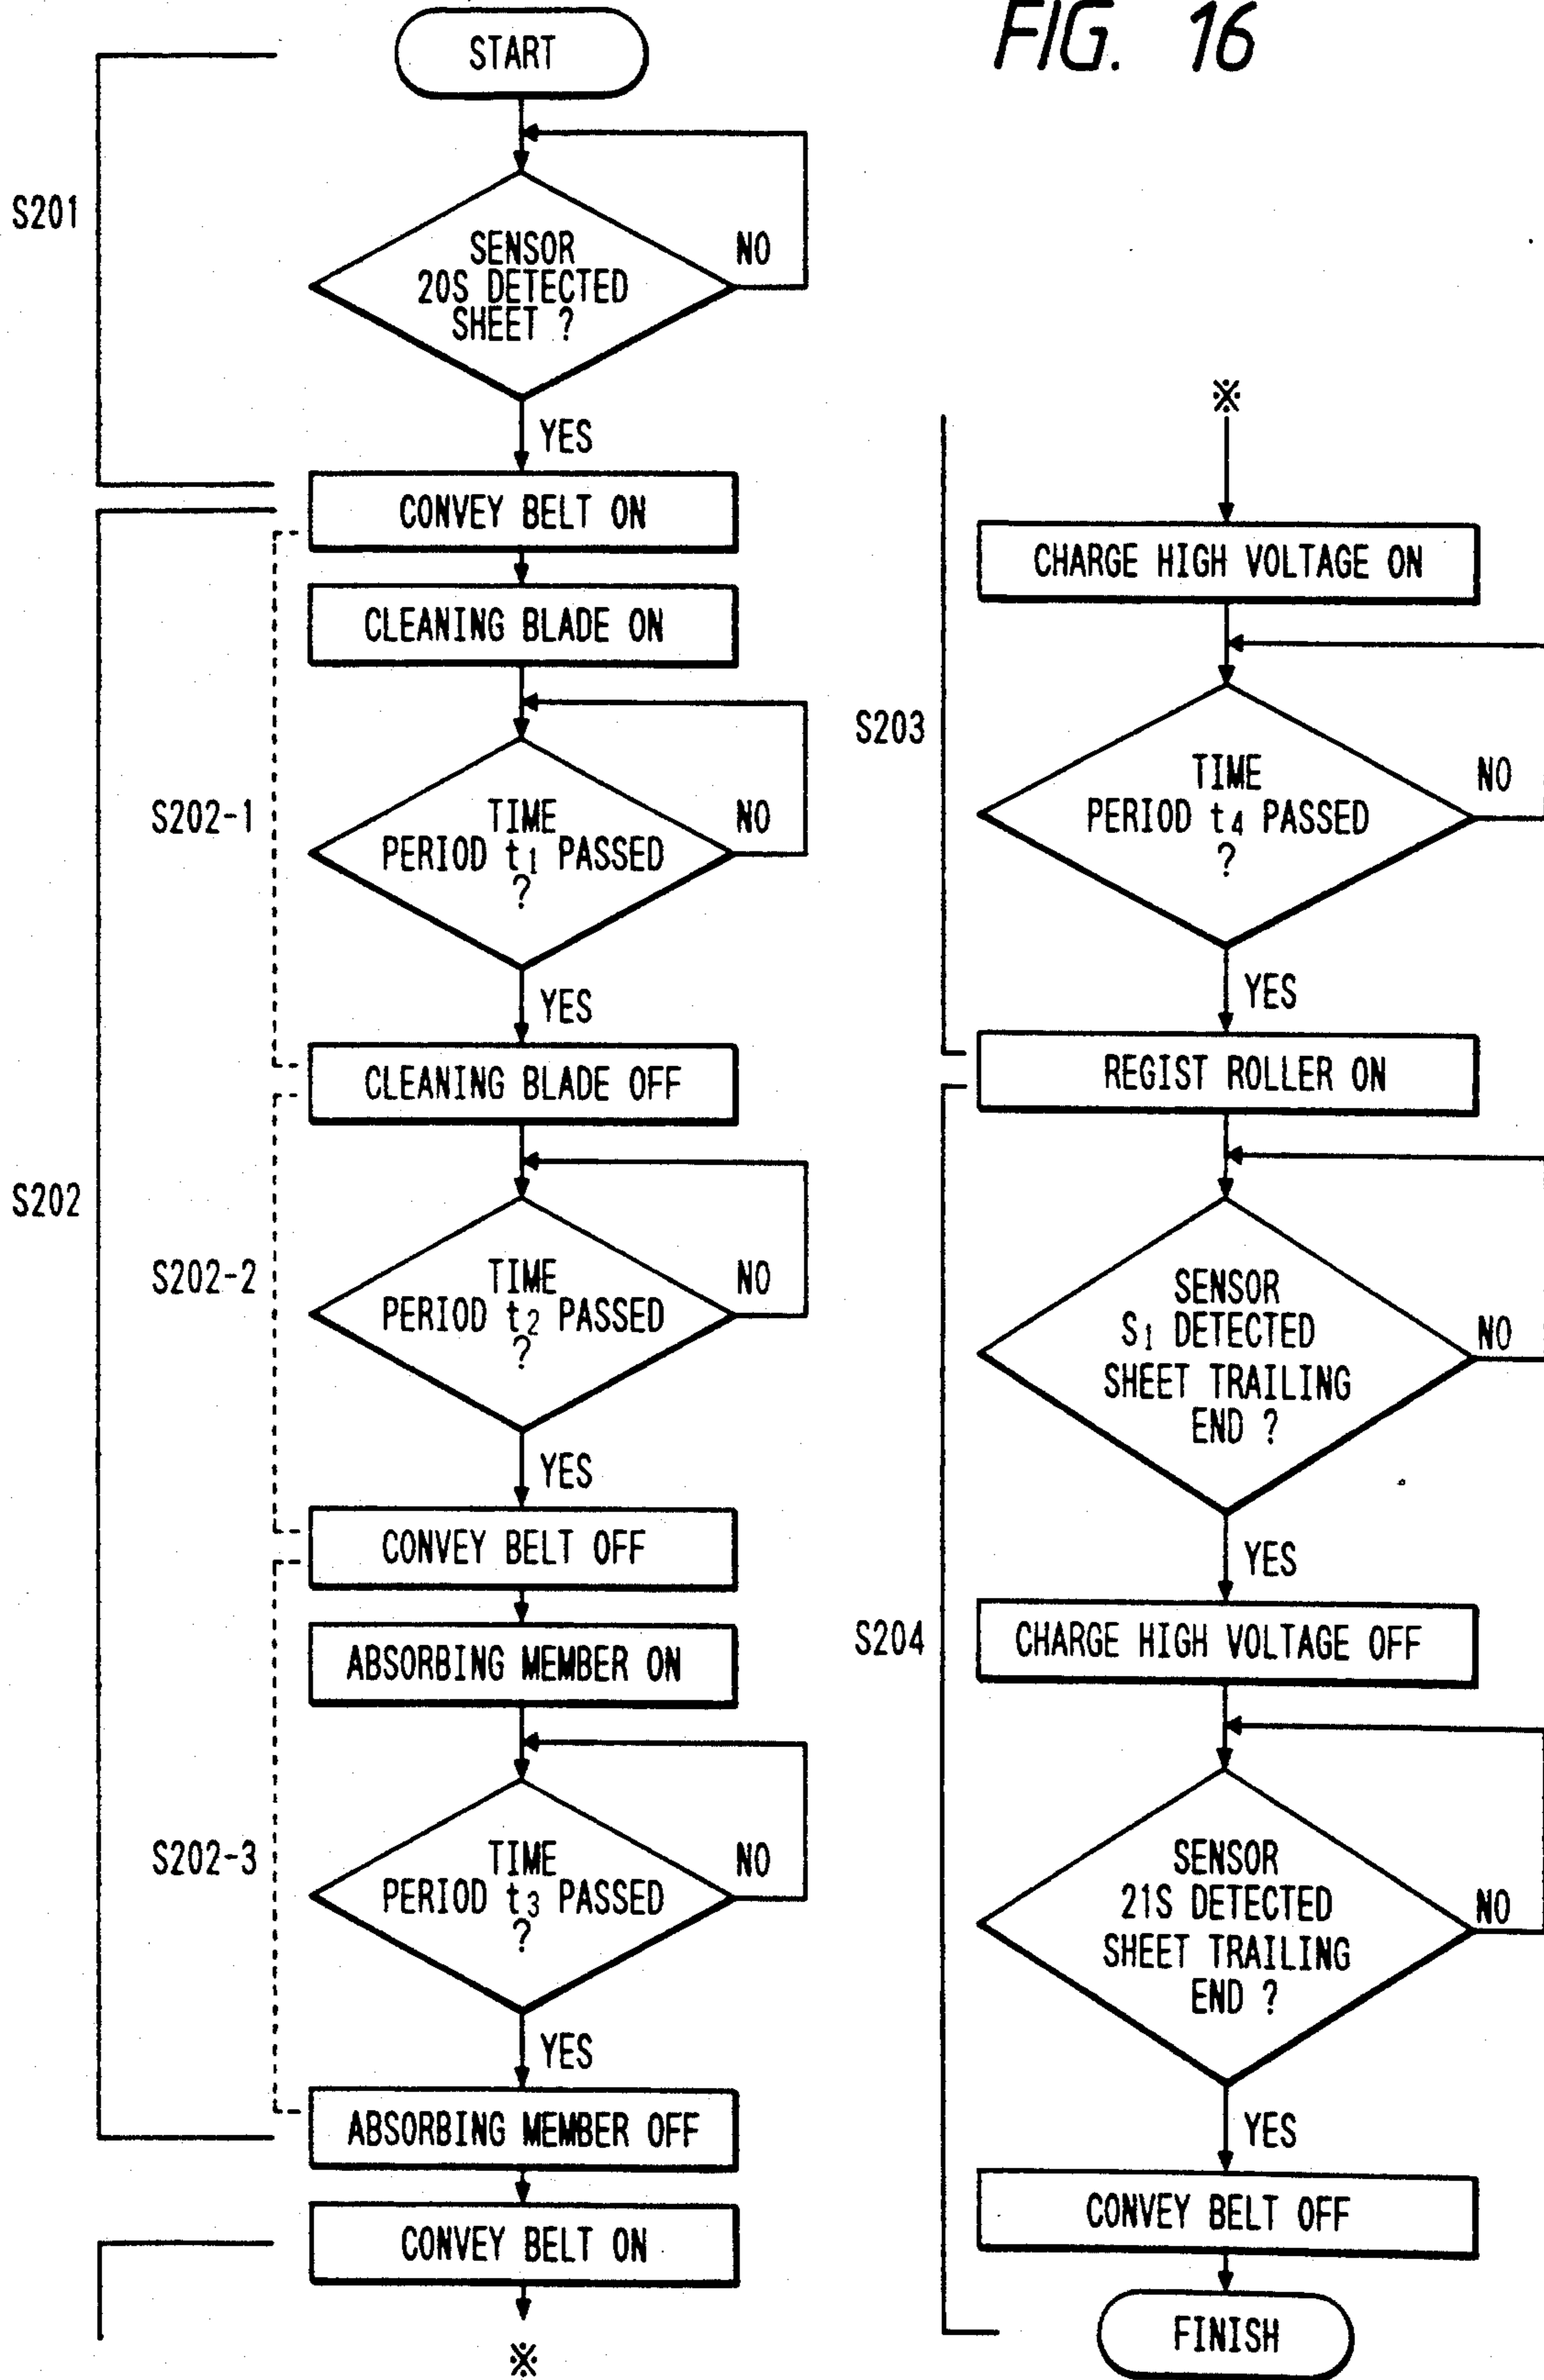 FIG. 16
START
S201
SENSOR
20S DETECTED
SHEET ?
NO
YES
CONVEY BELT ON
CLEANING BLADE ON
S202-1
TIME
PERIOD t1 PASSED
?
NO
YES
CLEANING BLADE OFF
S202
S202-2
TIME
PERIOD t2 PASSED
?
NO
YES
CONVEY BELT OFF
ABSORBING MEMBER ON
S202-3
TIME
PERIOD t3 PASSED
?
NO
YES
ABSORBING MEMBER OFF
CONVEY BELT ON
※
※
CHARGE HIGH VOLTAGE ON
S203
TIME
PERIOD t4 PASSED
?
NO
YES
REGIST ROLLER ON
SENSOR
S1 DETECTED
SHEET TRAILING
END ?
NO
YES
S204
CHARGE HIGH VOLTAGE OFF
SENSOR
21S DETECTED
SHEET TRAILING
END ?
NO
YES
CONVEY BELT OFF
FINISH